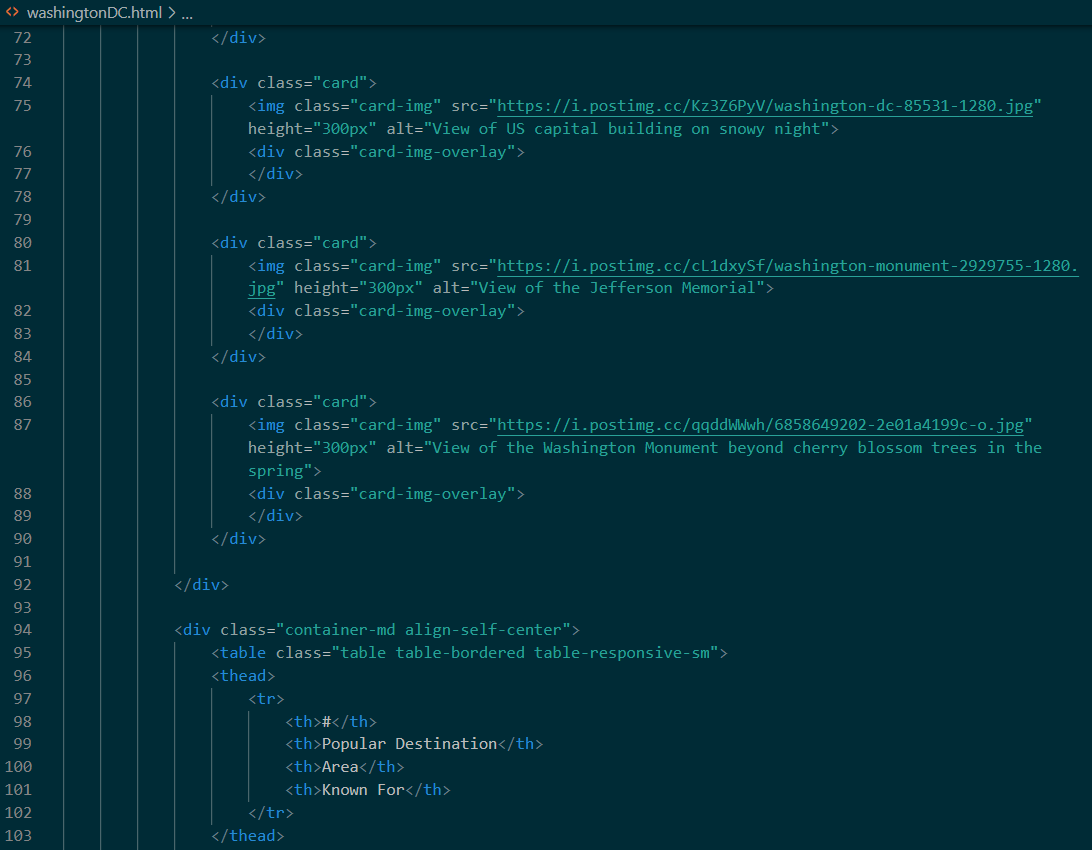 <> washingtonDC.html > ...
72 </div>
73
74 <div class="card">
75 <img class="card-img" src="https://i.postimg.cc/Kz3Z6PyV/washington-dc-85531-1280.jpg"
height="300px" alt="View of US capital building on snowy night">
76 <div class="card-img-overlay">
77 </div>
78 </div>
79
80 <div class="card">
81 <img class="card-img" src="https://i.postimg.cc/cL1dxySf/washington-monument-2929755-1280.
jpg" height="300px" alt="View of the Jefferson Memorial">
82 <div class="card-img-overlay">
83 </div>
84 </div>
85
86 <div class="card">
87 <img class="card-img" src="https://i.postimg.cc/qqddWWwh/6858649202-2e01a4199c-o.jpg"
height="300px" alt="View of the Washington Monument beyond cherry blossom trees in the
spring">
88 <div class="card-img-overlay">
89 </div>
90 </div>
91
92 </div>
93
94 <div class="container-md align-self-center">
95 <table class="table table-bordered table-responsive-sm">
96 <thead>
97 <tr>
98 <th>#</th>
99 <th>Popular Destination</th>
100 <th>Area</th>
101 <th>Known For</th>
102 </tr>
103 </thead>